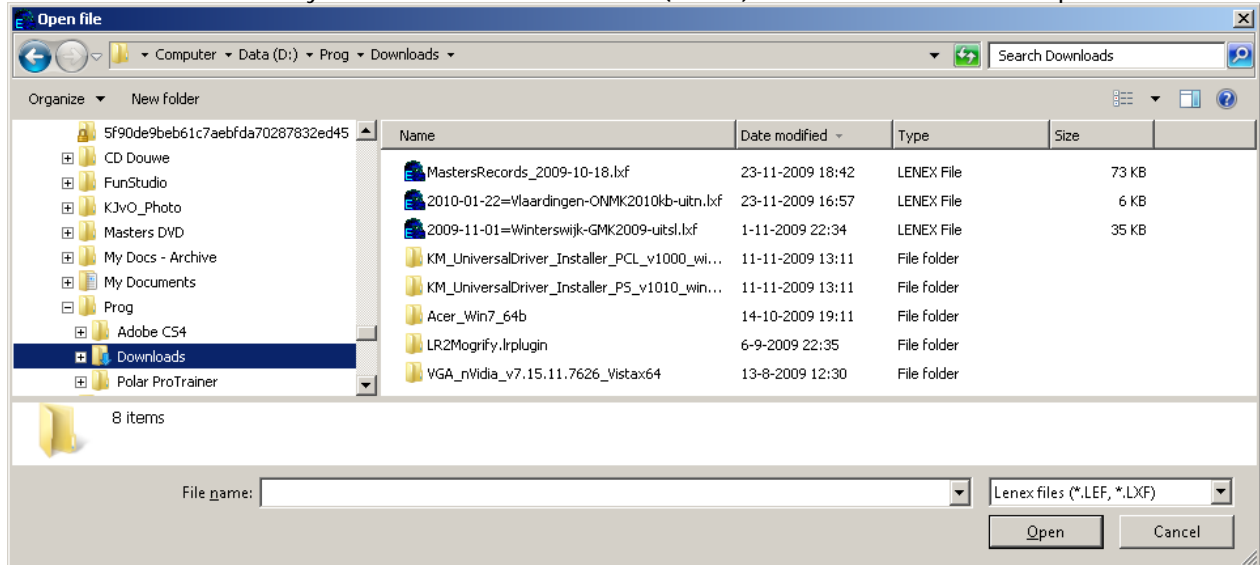 Open file
Computer Data (D:) Prog Downloads
Search Downloads
Organize New folder
Name Date modified Type Size
5f90de9beb61c7aebfda70287832ed45
CD Douwe
FunStudio
KJvO_Photo
Masters DVD
My Docs - Archive
My Documents
Prog
Adobe CS4
Downloads
Polar ProTrainer
MastersRecords_2009-10-18.lxf 23-11-2009 18:42 LENEX File 73 KB
2010-01-22=Vlaardingen-ONMK2010kb-uitn.lxf 23-11-2009 16:57 LENEX File 6 KB
2009-11-01=Winterswijk-GMK2009-uitsl.lxf 1-11-2009 22:34 LENEX File 35 KB
KM_UniversalDriver_Installer_PCL_v1000_wi... 11-11-2009 13:11 File folder
KM_UniversalDriver_Installer_PS_v1010_win... 11-11-2009 13:11 File folder
Acer_Win7_64b 14-10-2009 19:11 File folder
LR2Mogrify.lrplugin 6-9-2009 22:35 File folder
VGA_nVidia_v7.15.11.7626_Vistax64 13-8-2009 12:30 File folder
8 items
File name:
Lenex files (*.LEF, *.LXF)
Open Cancel